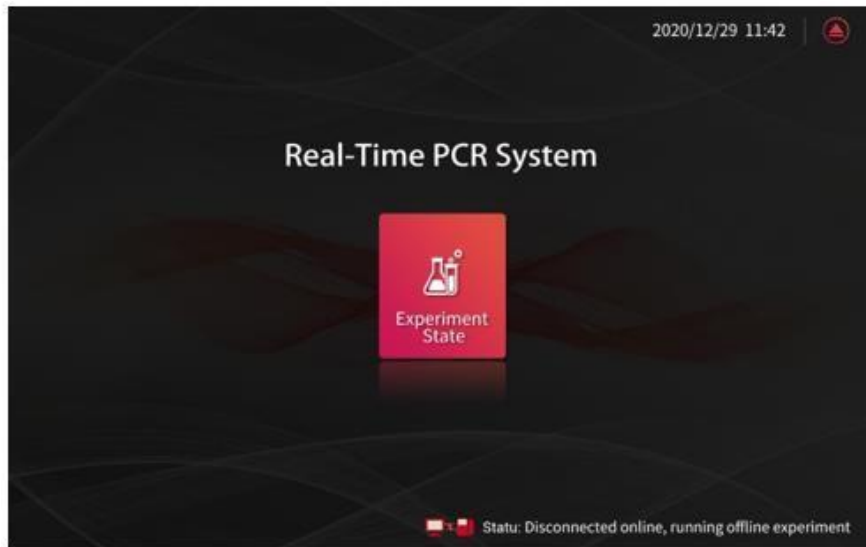 2020/12/29 11:42
Real-Time PCR System
Experiment
State
Statu: Disconnected online, running offline experiment